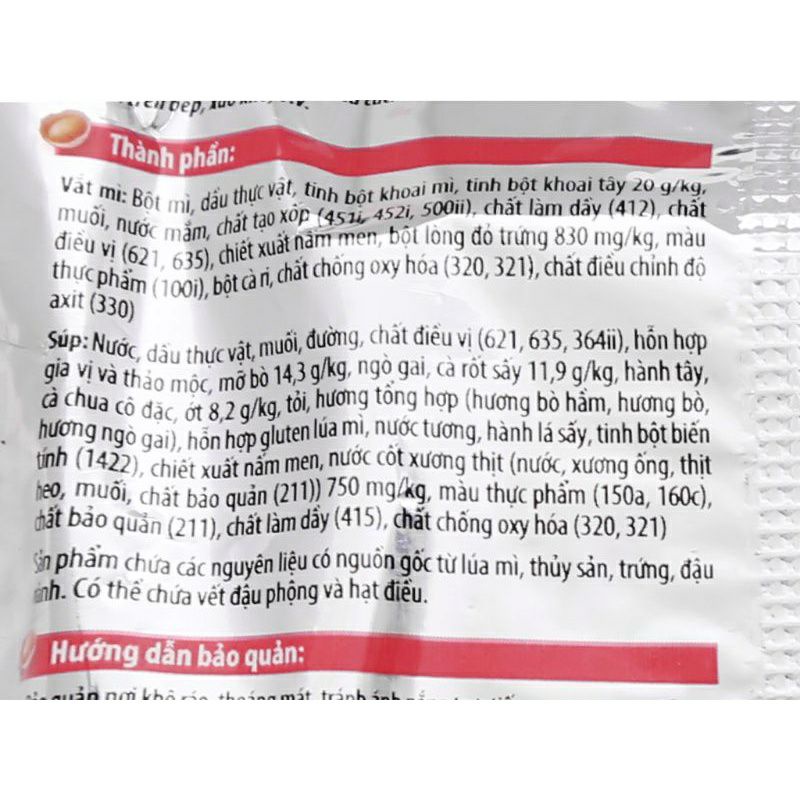 Thành phần:
Vắt mì: Bột mì, dầu thực vật, tinh bột khoai mì, tinh bột khoai tây 20 g/kg,
muối, nước mắm, chất tạo xốp (451i, 452i, 500ii), chất làm dầy (412), chất
điều vị (621, 635), chiết xuất nấm men, bột lòng đỏ trứng 830 mg/kg, màu
thực phẩm (100i), bột cà ri, chất chống oxy hóa (320, 321), chất điều chỉnh độ
axit (330)
Súp: Nước, dầu thực vật, muối, đường, chất điều vị (621, 635, 364ii), hỗn hợp
gia vị và thảo mộc, mỡ bò 14,3 g/kg, ngò gai, cà rốt sấy 11,9 g/kg, hành tây,
cà chua cô đặc, ớt 8,2 g/kg, tỏi, hương tổng hợp (hương bò hầm, hương bò,
hương ngò gai), hỗn hợp gluten lúa mì, nước tương, hành lá sấy, tinh bột biến
tính (1422), chiết xuất nấm men, nước cốt xương thịt (nước, xương ống, thịt
heo, muối, chất bảo quản (211)) 750 mg/kg, màu thực phẩm (150a, 160c),
chất bảo quản (211), chất làm dầy (415), chất chống oxy hóa (320, 321)
Sản phẩm chứa các nguyên liệu có nguồn gốc từ lúa mì, thủy sản, trứng, đậu
nành. Có thể chứa vết đậu phộng và hạt điều.
Hướng dẫn bảo quản:
quản nơi khô ráo, thoáng mát, tránh ánh